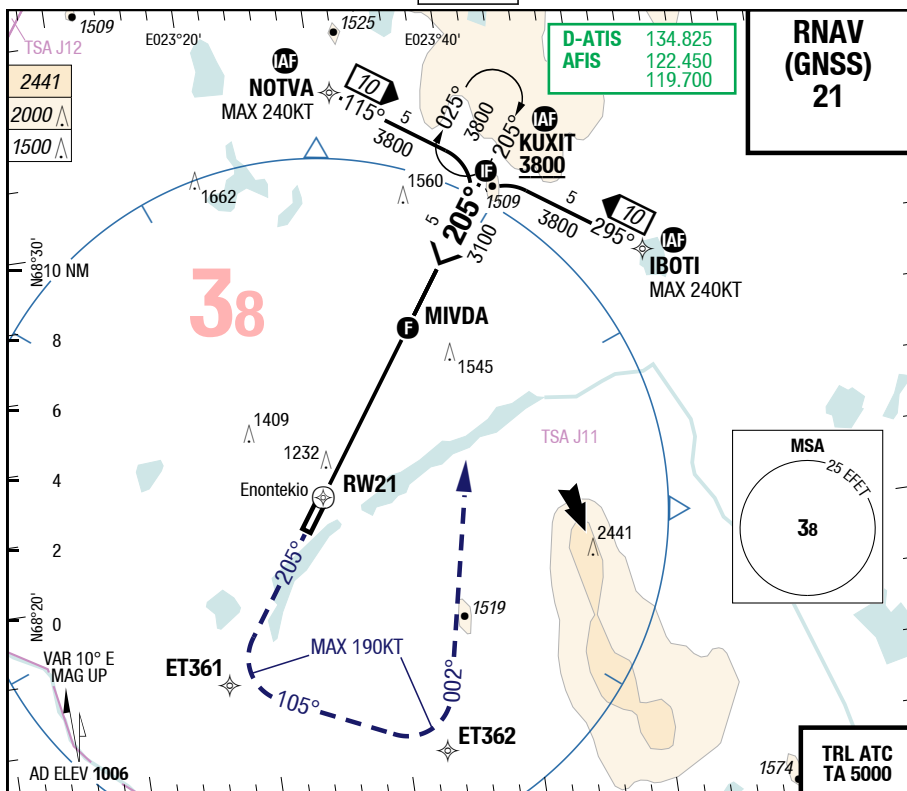 1509
TSA J12
E023°20'
1525
E023°40'
D-ATIS 134.825
AFIS 122.450
119.700
RNAV
(GNSS)
21
2441
2000
1500
IAF
NOTVA
MAX 240KT
10
115°
5
3800
025°
3800
205°
IAF
KUXIT
3800
IF
1509
1560
1662
5
3800
10
295°
IAF
IBOTI
MAX 240KT
5
205°
3100
N68°30'
10 NM
38
F
MIVDA
8
1545
6
1409
TSA J11
1232
4
Enontekio
RW21
MSA
25 EFET
38
2441
2
205°
N68°20'
0
1519
MAX 190KT
VAR 10° E
MAG UP
ET361
105°
002°
ET362
AD ELEV 1006
1574
TRL ATC
TA 5000